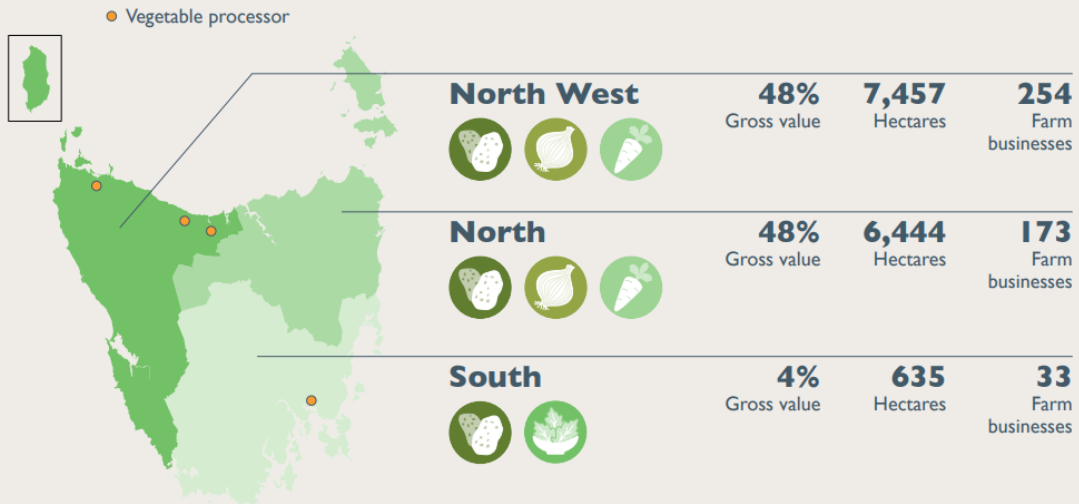 Vegetable processor
North West
48%
Gross value
7,457
Hectares
254
Farm
businesses
North
48%
Gross value
6,444
Hectares
173
Farm
businesses
South
4%
Gross value
635
Hectares
33
Farm
businesses